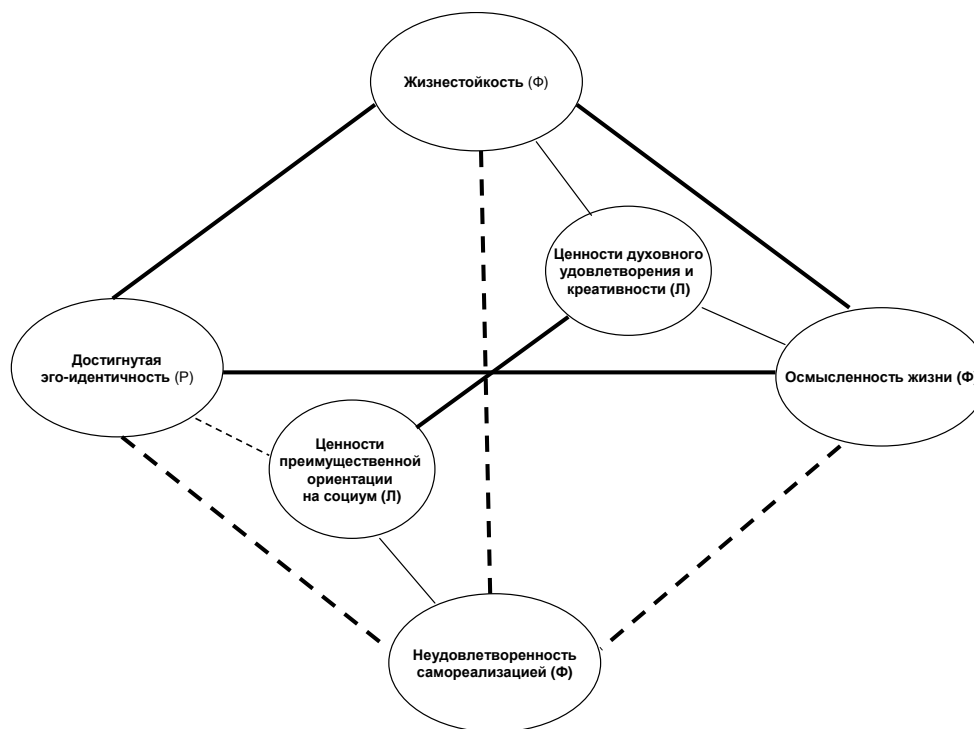 Жизнестойкость (Ф)
Ценности духовного
удовлетворения и
креативности (Л)
Достигнутая
эго-идентичность (Р)
Осмысленность жизни (Ф)
Ценности
преимущественной
ориентации
на социум (Л)
Неудовлетворенность
самореализацией (Ф)